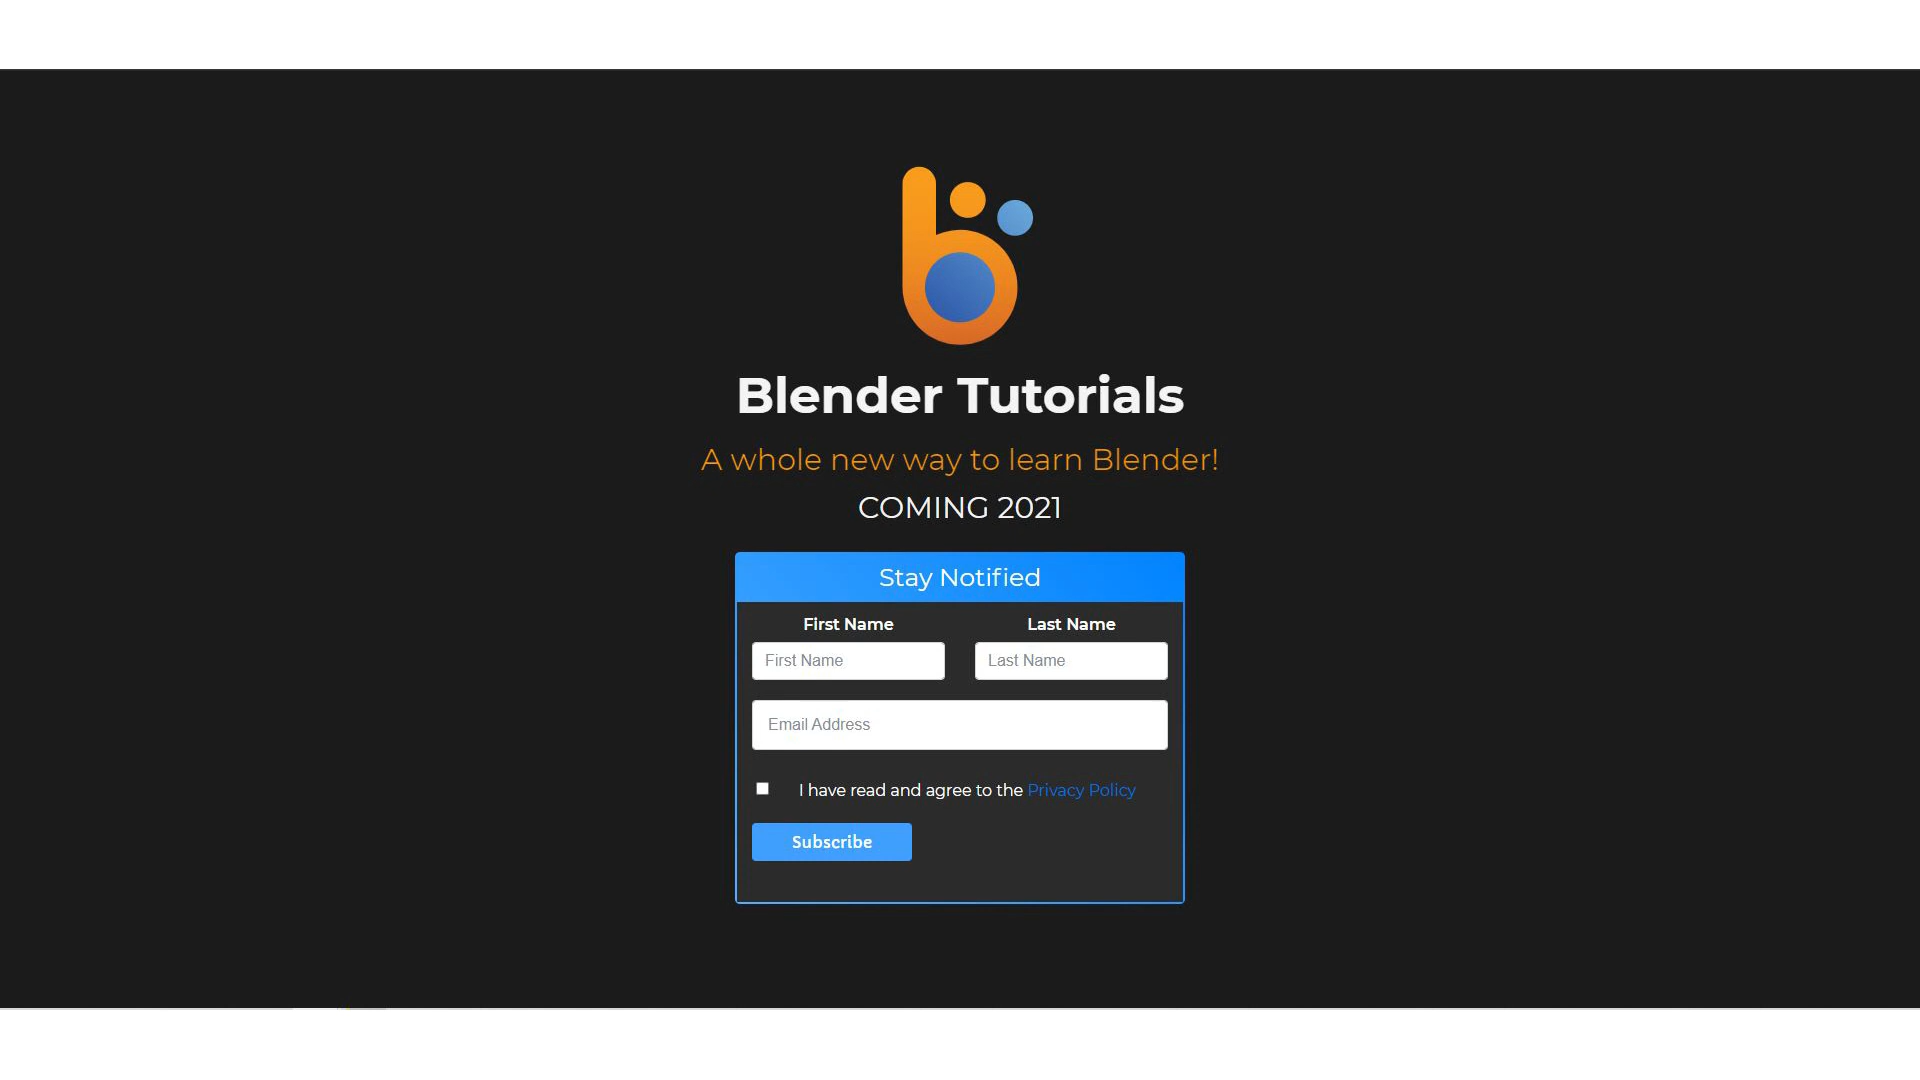 Blender Tutorials
A whole new way to learn Blender!
COMING 2021
Stay Notified
First Name Last Name
First Name Last Name
Email Address
I have read and agree to the Privacy Policy
Subscribe